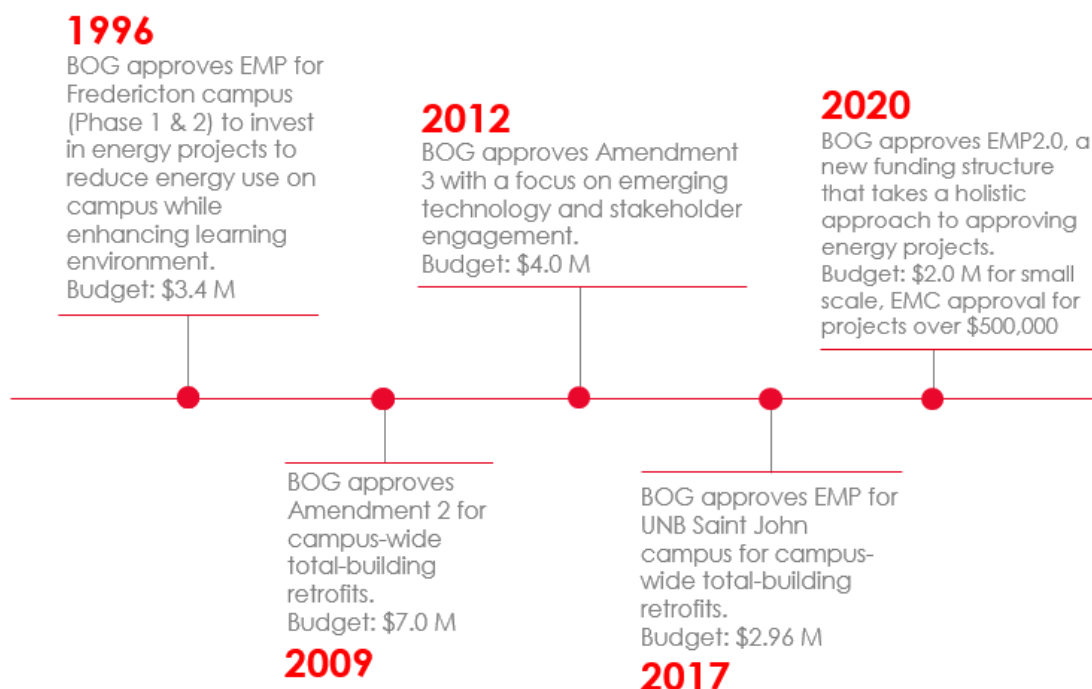 1996
BOG approves EMP for
Fredericton campus
(Phase 1 & 2) to invest
in energy projects to
reduce energy use on
campus while
enhancing learning
environment.
Budget: $3.4 M
2012
BOG approves Amendment
3 with a focus on emerging
technology and stakeholder
engagement.
Budget: $4.0 M
2020
BOG approves EMP2.0, a
new funding structure
that takes a holistic
approach to approving
energy projects.
Budget: $2.0 M for small
scale, EMC approval for
projects over $500,000
BOG approves
Amendment 2 for
campus-wide
total-building
retrofits.
Budget: $7.0 M
2009
BOG approves EMP for
UNB Saint John
campus for campus-
wide total-building
retrofits.
Budget: $2.96 M
2017